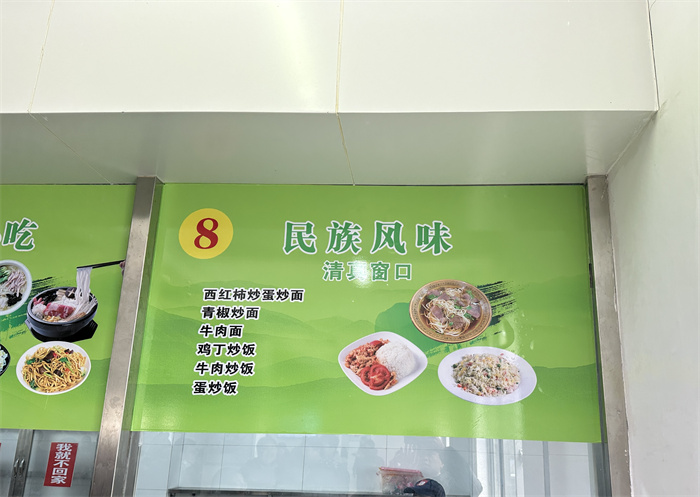 吃
8
民族风味
清真窗口
西红柿炒蛋炒面
青椒炒面
牛肉面
鸡丁炒饭
牛肉炒饭
蛋炒饭
我就不回家